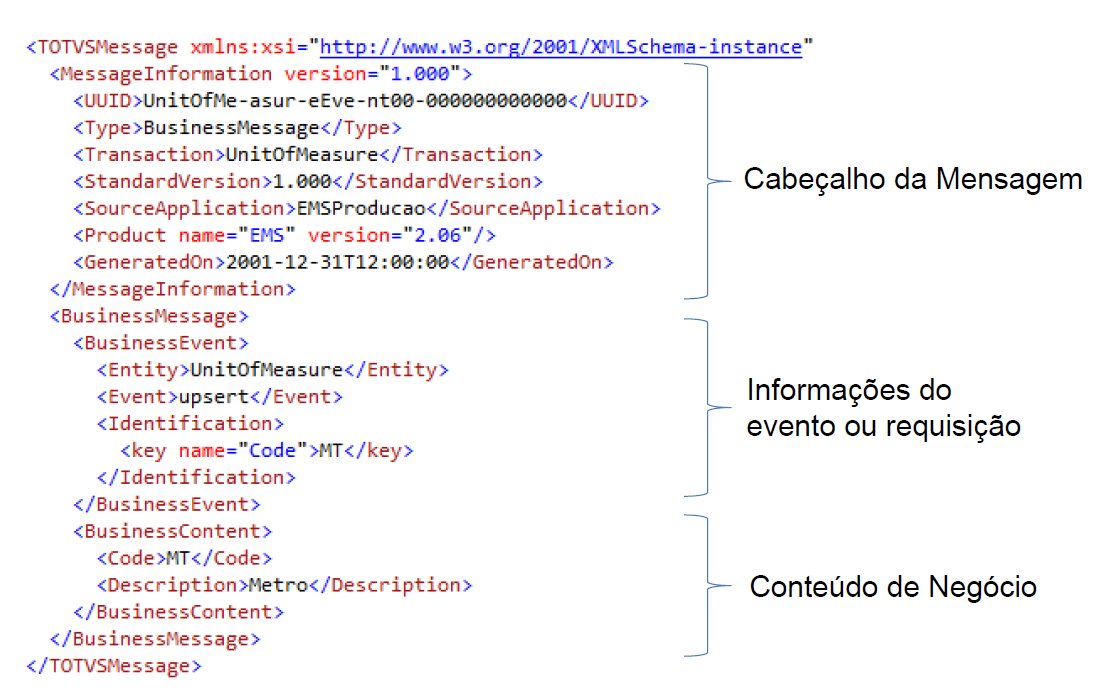 <TOTVSMessage xmlns:xsi="http://www.w3.org/2001/XMLSchema-instance"
<MessageInformation version="1.000">
<UUID>UnitOfMe-asur-eEve-nt00-000000000000</UUID>
<Type>BusinessMessage</Type>
<Transaction>UnitOfMeasure</Transaction>
<StandardVersion>1.000</StandardVersion>
<SourceApplication>EMSProducao</SourceApplication>
<Product name="EMS" version="2.06"/>
<GeneratedOn>2001-12-31T12:00:00</GeneratedOn>
</MessageInformation>
Cabeçalho da Mensagem
<BusinessMessage>
<BusinessEvent>
<Entity>UnitOfMeasure</Entity>
<Event>upsert</Event>
<Identification>
<key name="Code">MT</key>
</Identification>
</BusinessEvent>
Informações do
evento ou requisição
<BusinessContent>
<Code>MT</Code>
<Description>Metro</Description>
</BusinessContent>
</BusinessMessage>
</TOTVSMessage>
Conteúdo de Negócio